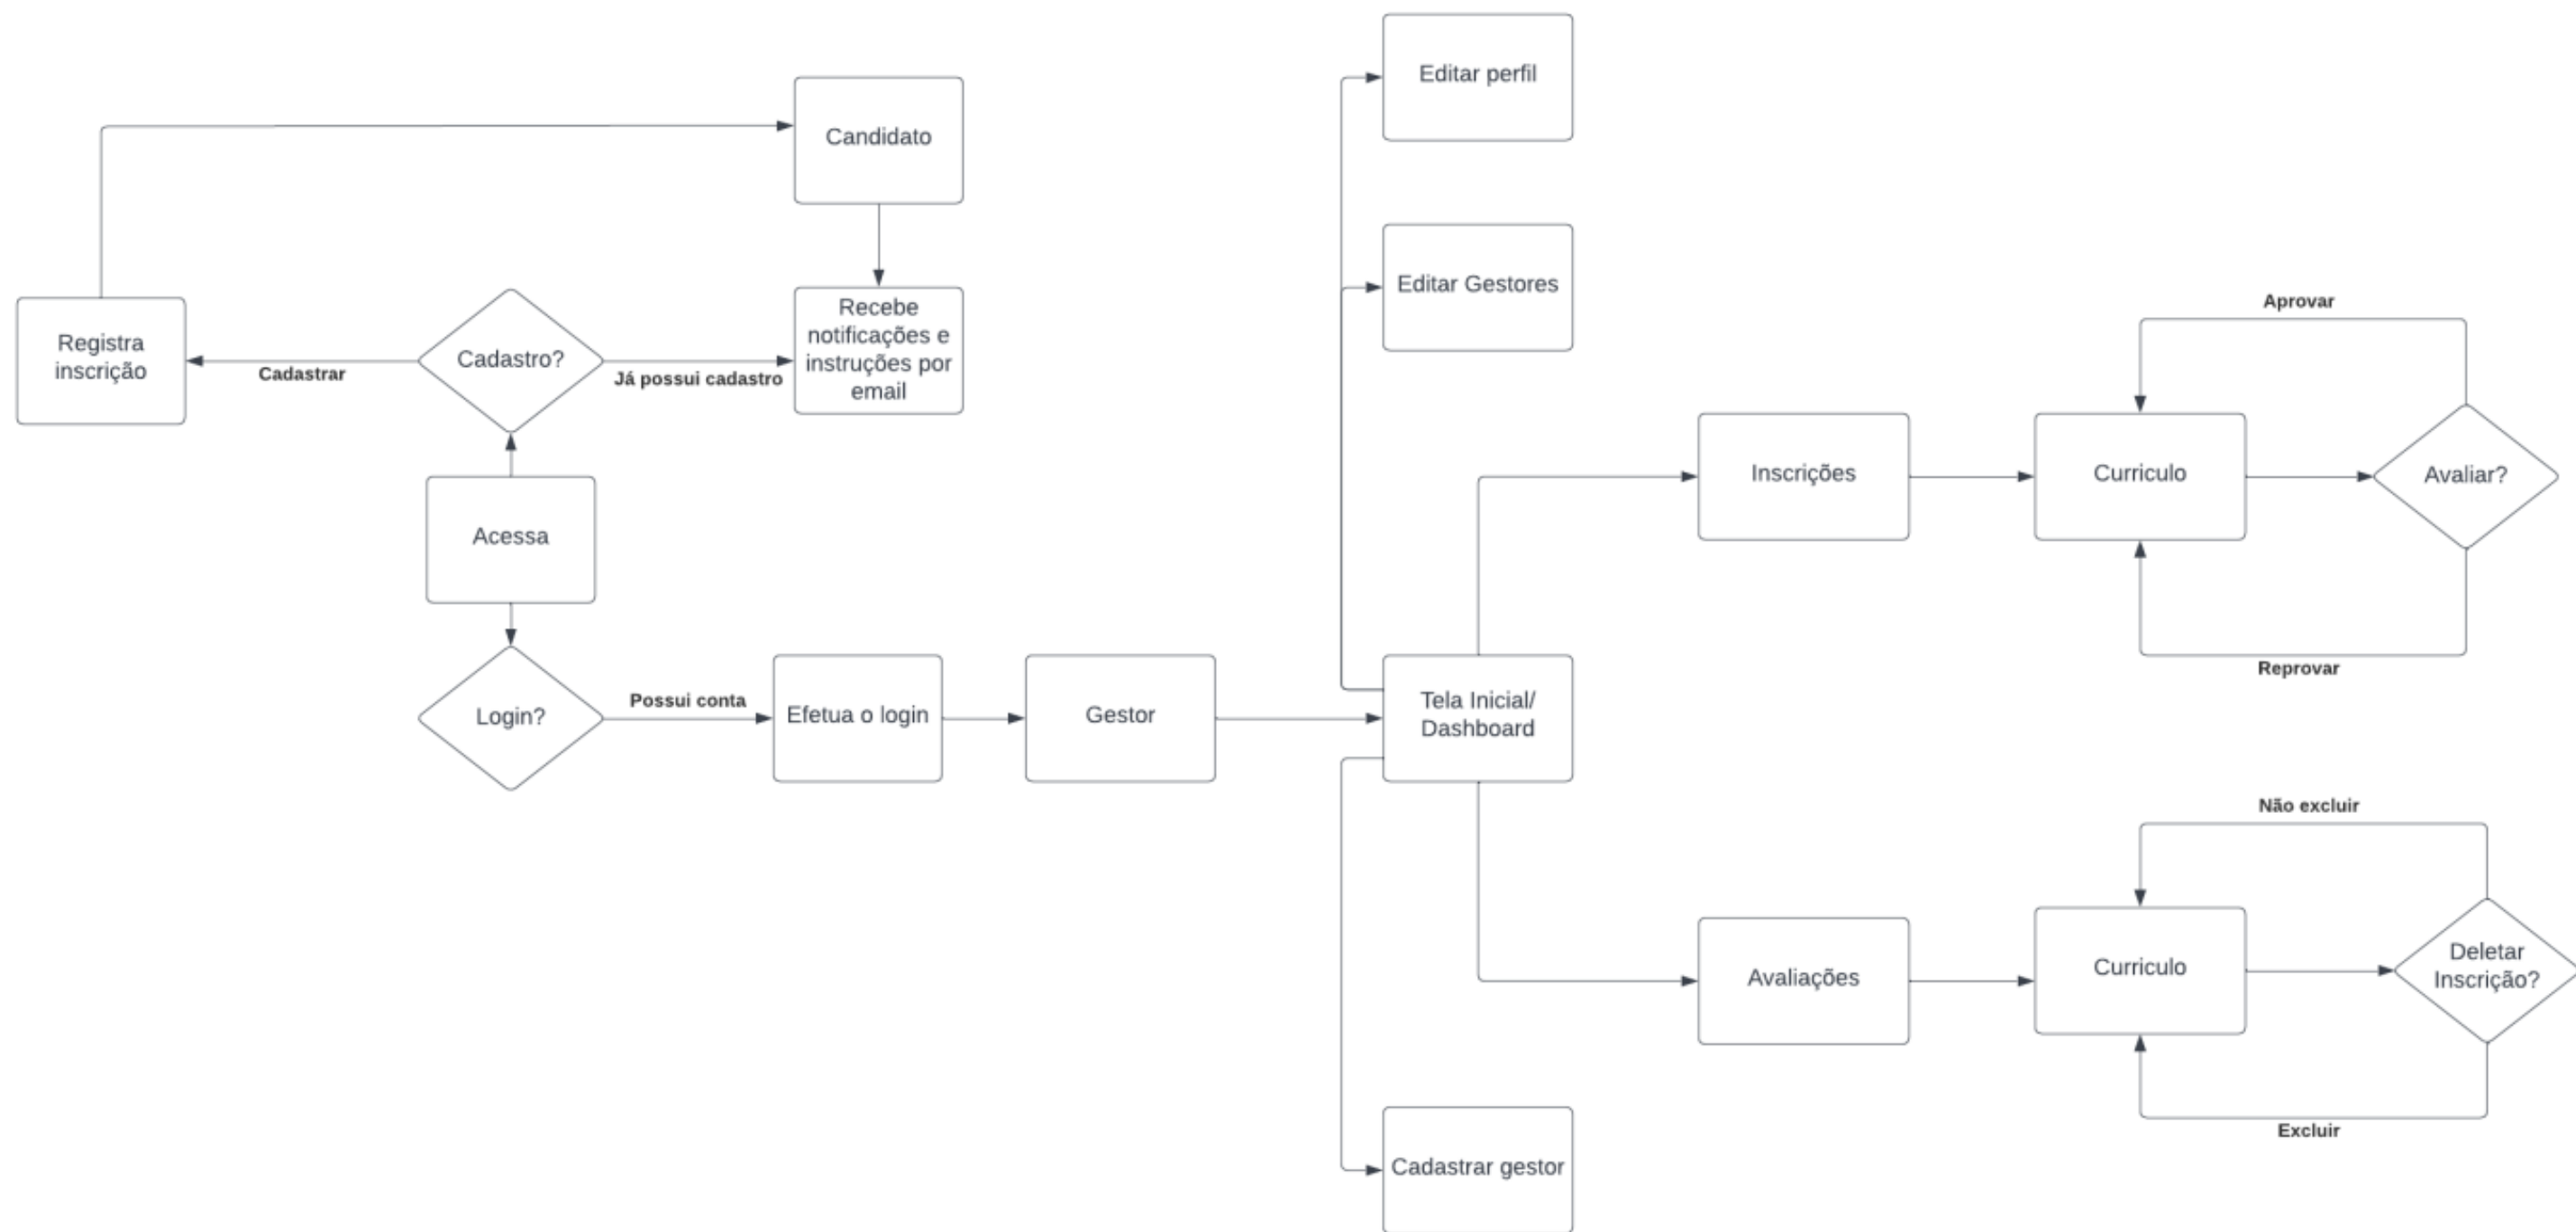 Editar perfil
Candidato
Editar Gestores
Aprovar
Registra
inscrição
Cadastrar
Cadastro?
Já possui cadastro
Recebe
notificações e
instruções por
email
Inscrições
Curriculo
Avaliar?
Acessa
Reprovar
Login?
Possui conta
Efetua o login
Gestor
Tela Inicial/
Dashboard
Não excluir
Avaliações
Curriculo
Deletar
Inscrição?
Excluir
Cadastrar gestor